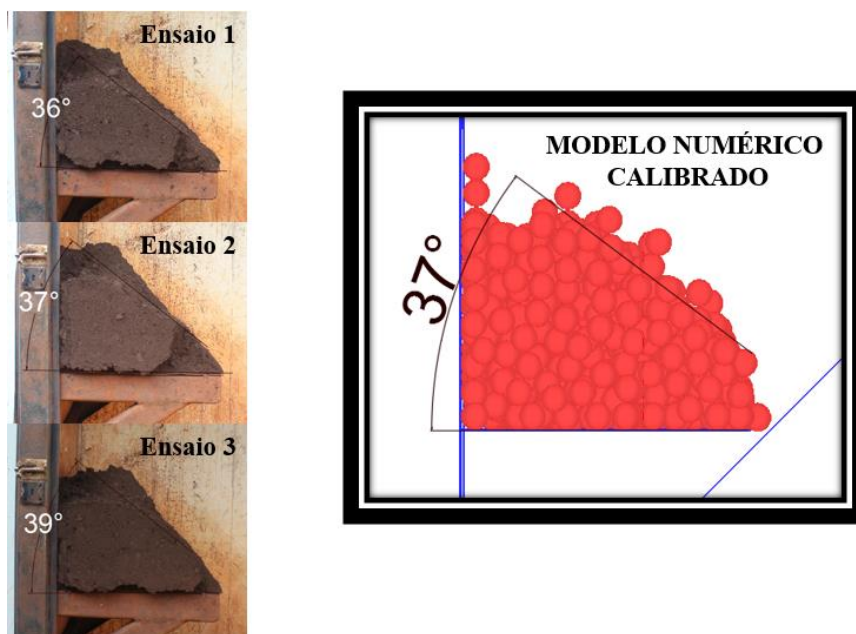 Ensaio 1
36°
Ensaio 2
37°
Ensaio 3
39°
MODELO NUMÉRICO
CALIBRADO
37°